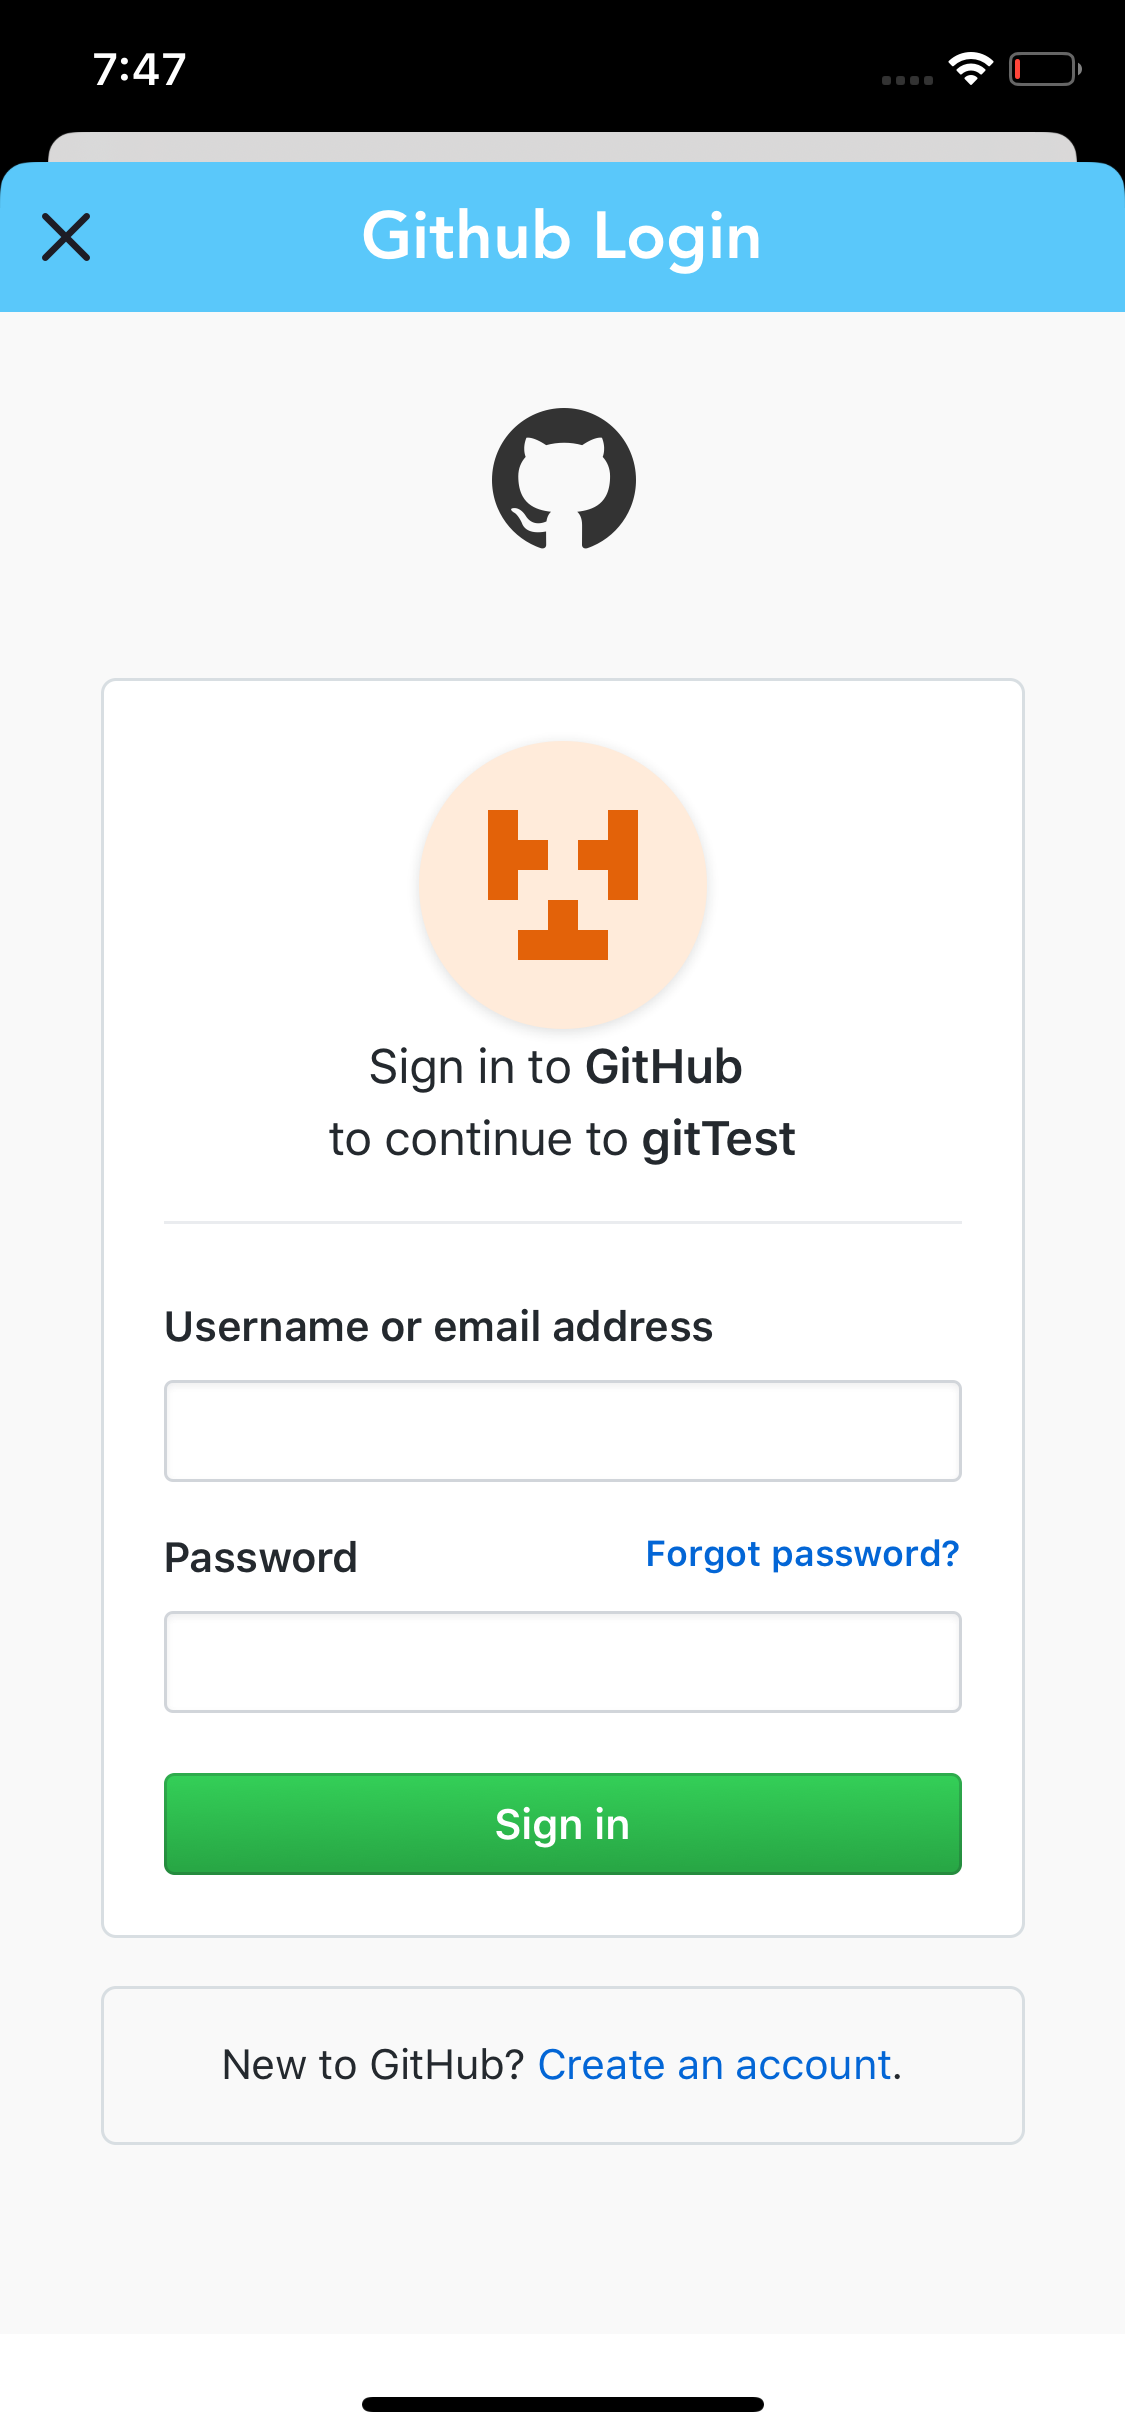 7:47
Github Login
Sign in to GitHub
to continue to gitTest
Username or email address
Password
Forgot password?
Sign in
New to GitHub? Create an account.